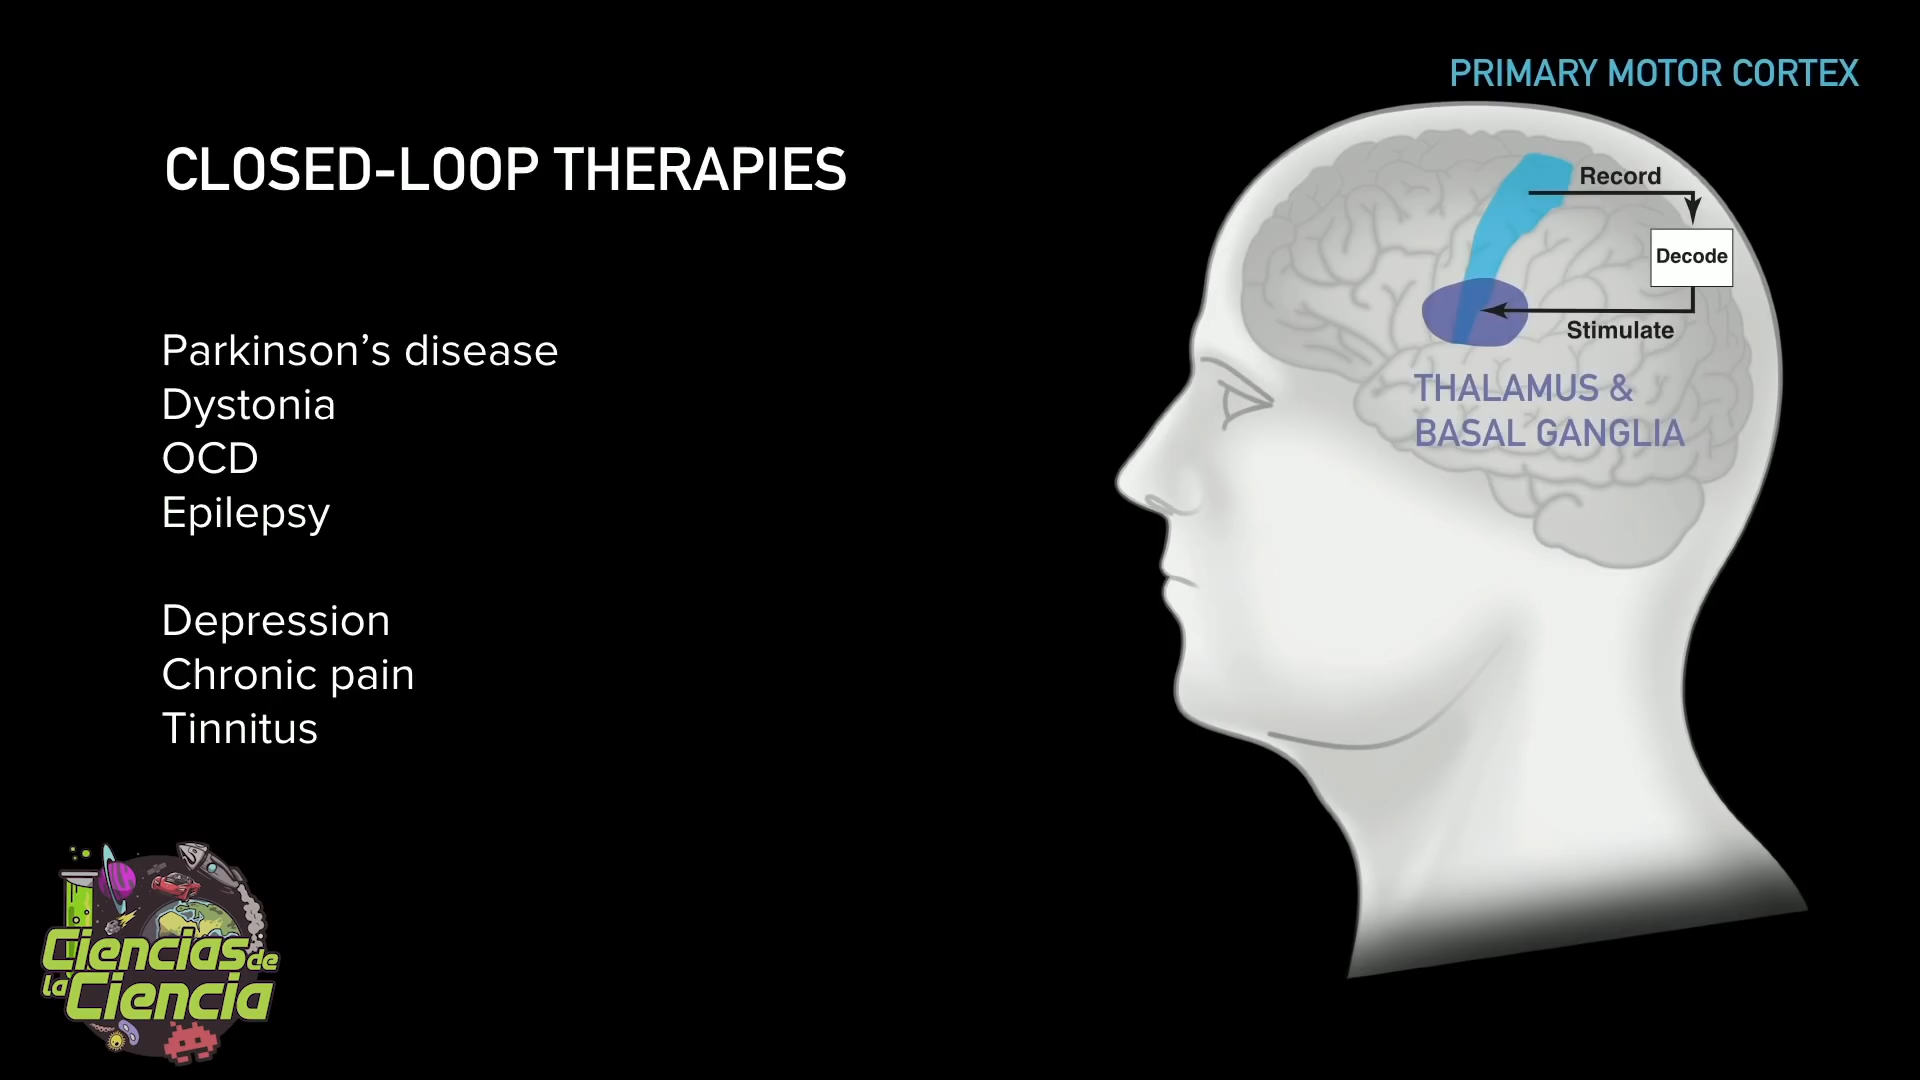 PRIMARY MOTOR CORTEX
CLOSED-LOOP THERAPIES
Record
Decode
Stimulate
Parkinson’s disease
Dystonia
OCD
Epilepsy
THALAMUS &
BASAL GANGLIA
Depression
Chronic pain
Tinnitus
Ciencias de
la Ciencia